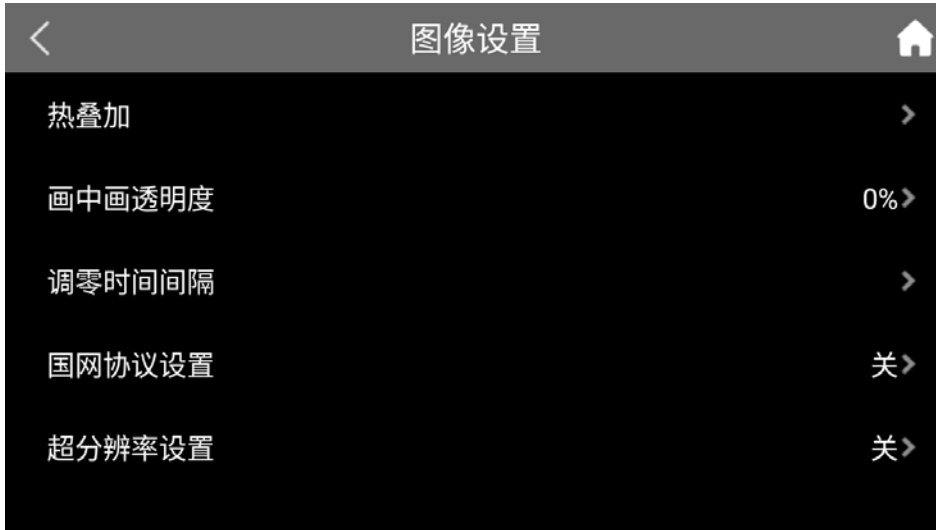 图像设置
热叠加
画中画透明度 0%
调零时间间隔
国网协议设置 关
超分辨率设置 关